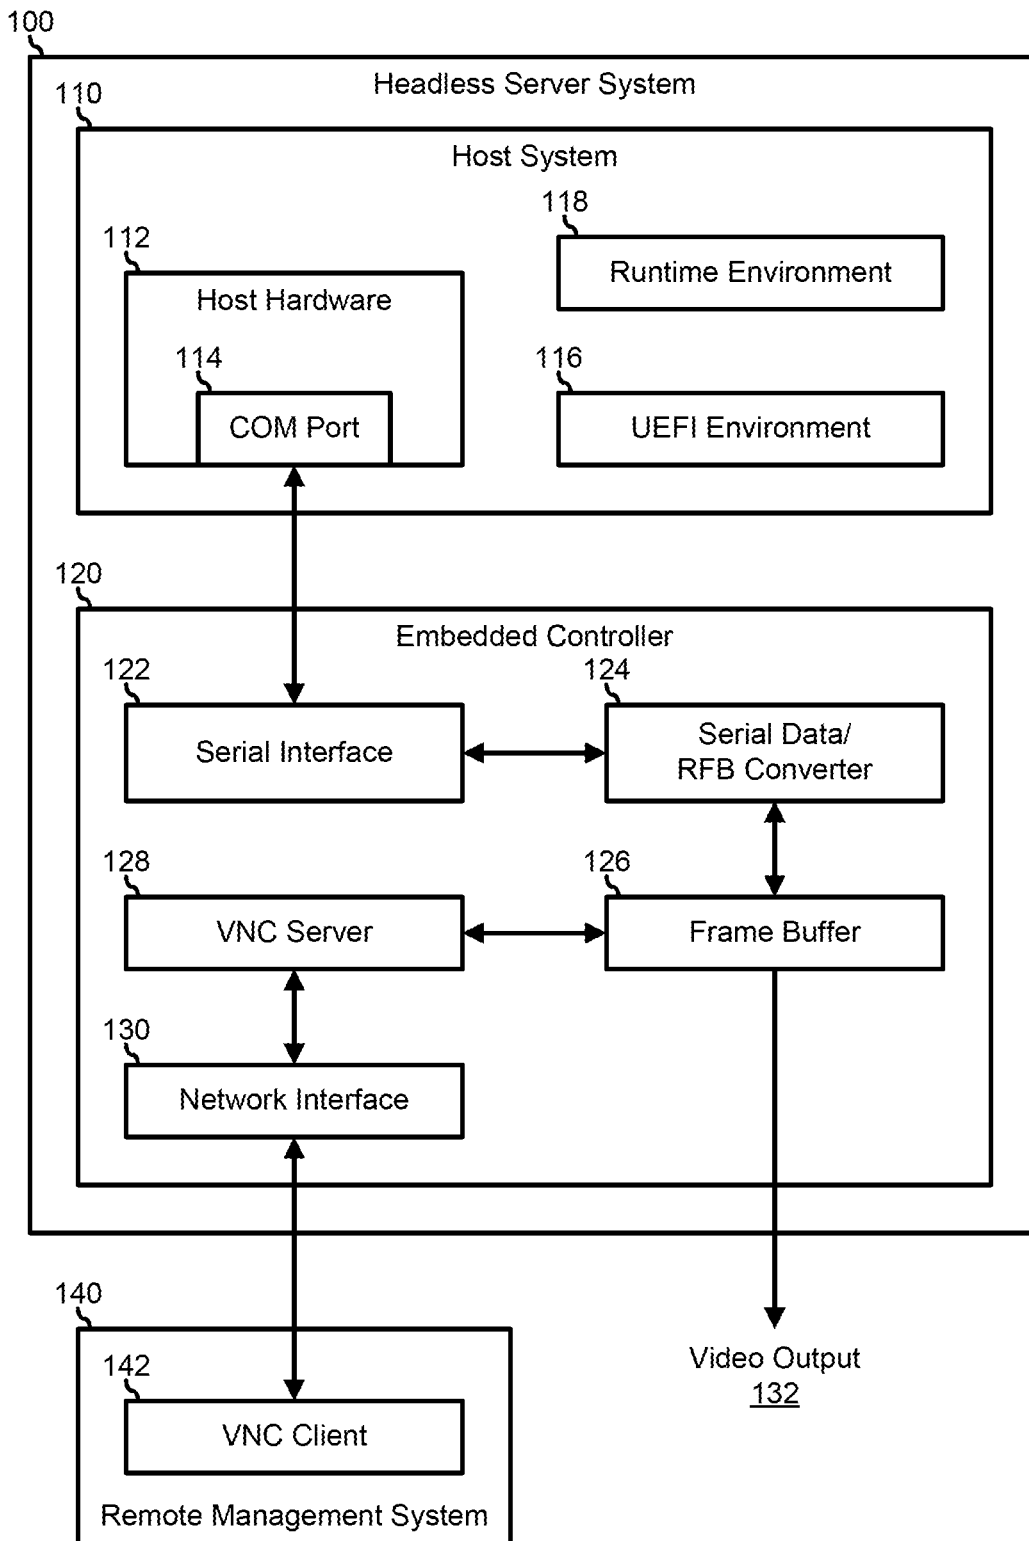 100
Headless Server System
110
Host System
118
Runtime Environment
112
Host Hardware
114
COM Port
116
UEFI Environment
120
Embedded Controller
122
Serial Interface
124
Serial Data/
RFB Converter
128
VNC Server
126
Frame Buffer
130
Network Interface
140
142
VNC Client
Remote Management System
Video Output
132